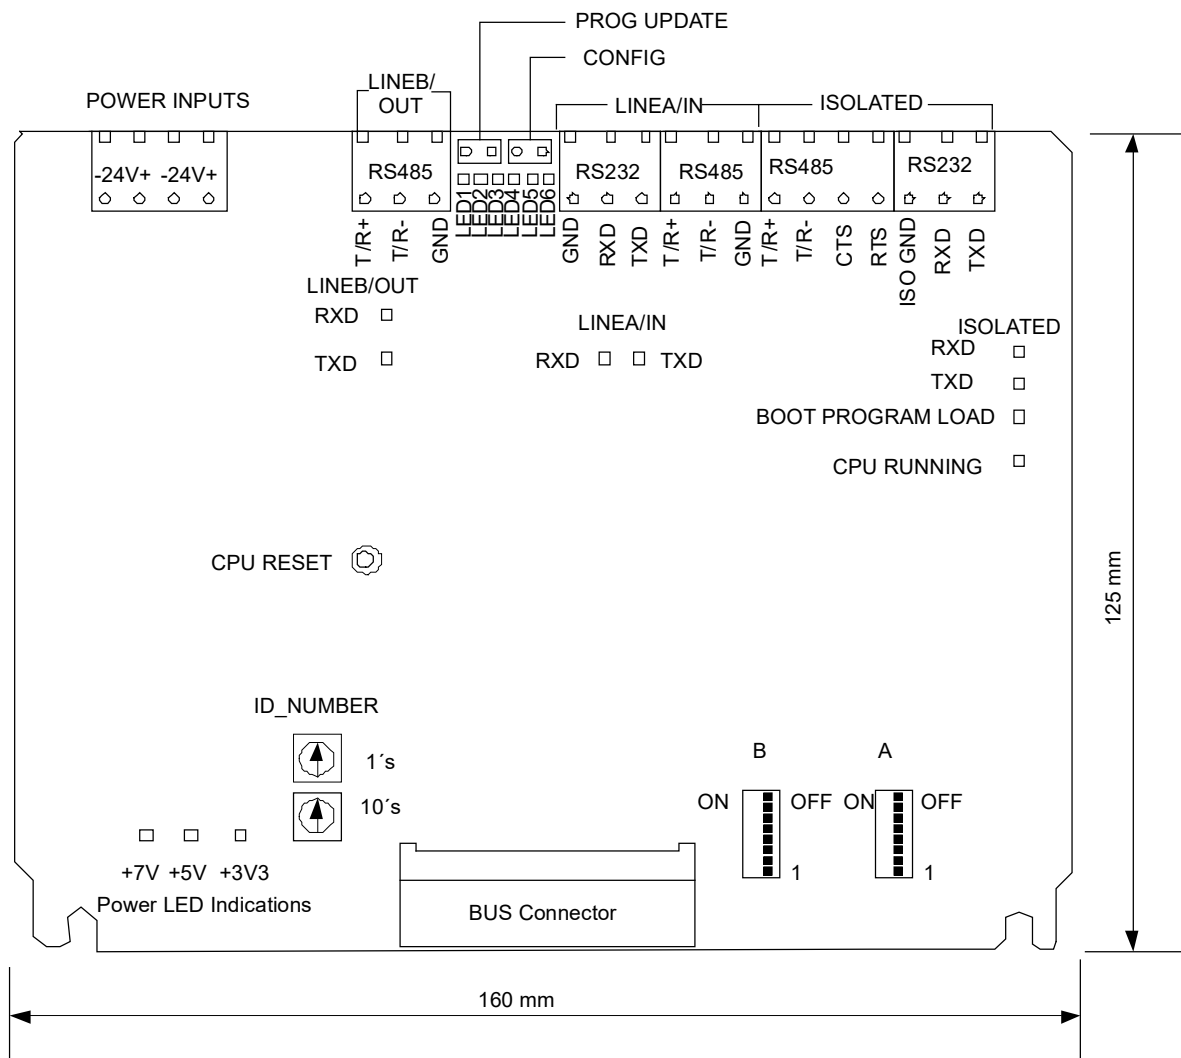 PROG UPDATE
CONFIG
LINEB/
OUT
POWER INPUTS
LINEA/IN
ISOLATED
-24V+ -24V+
RS485
RS232
RS485
RS485
RS232
LED1
LED2
LED3
LED4
LED5
LED6
T/R+
T/R-
GND
GND
RXD
TXD
T/R+
T/R-
GND
T/R+
T/R-
CTS
RTS
ISO GND
RXD
TXD
LINEB/OUT
RXD
TXD
LINEA/IN
RXD
TXD
ISOLATED
RXD
TXD
BOOT PROGRAM LOAD
CPU RUNNING
CPU RESET
125 mm
ID_NUMBER
1´s
10´s
B
A
ON
OFF
ON
OFF
1
1
+7V +5V +3V3
Power LED Indications
BUS Connector
160 mm